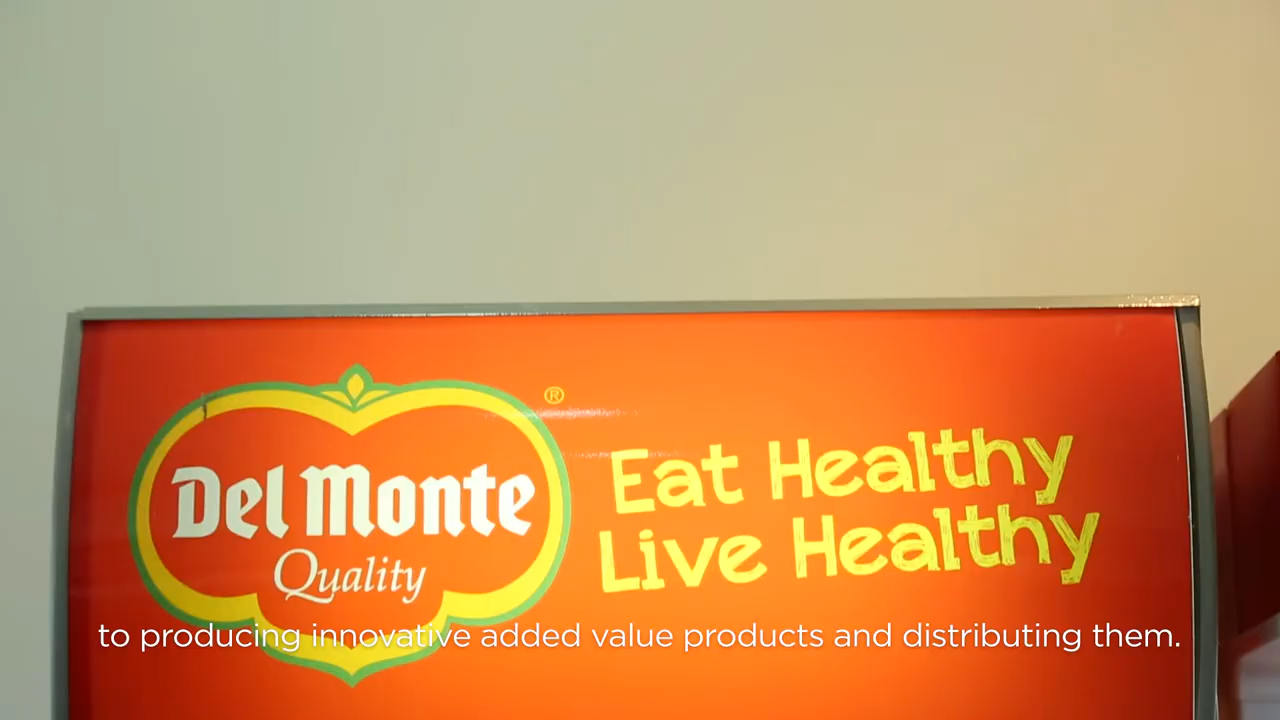 ®
Del Monte
Quality
Eat Healthy
Live Healthy
to producing innovative added value products and distributing them.